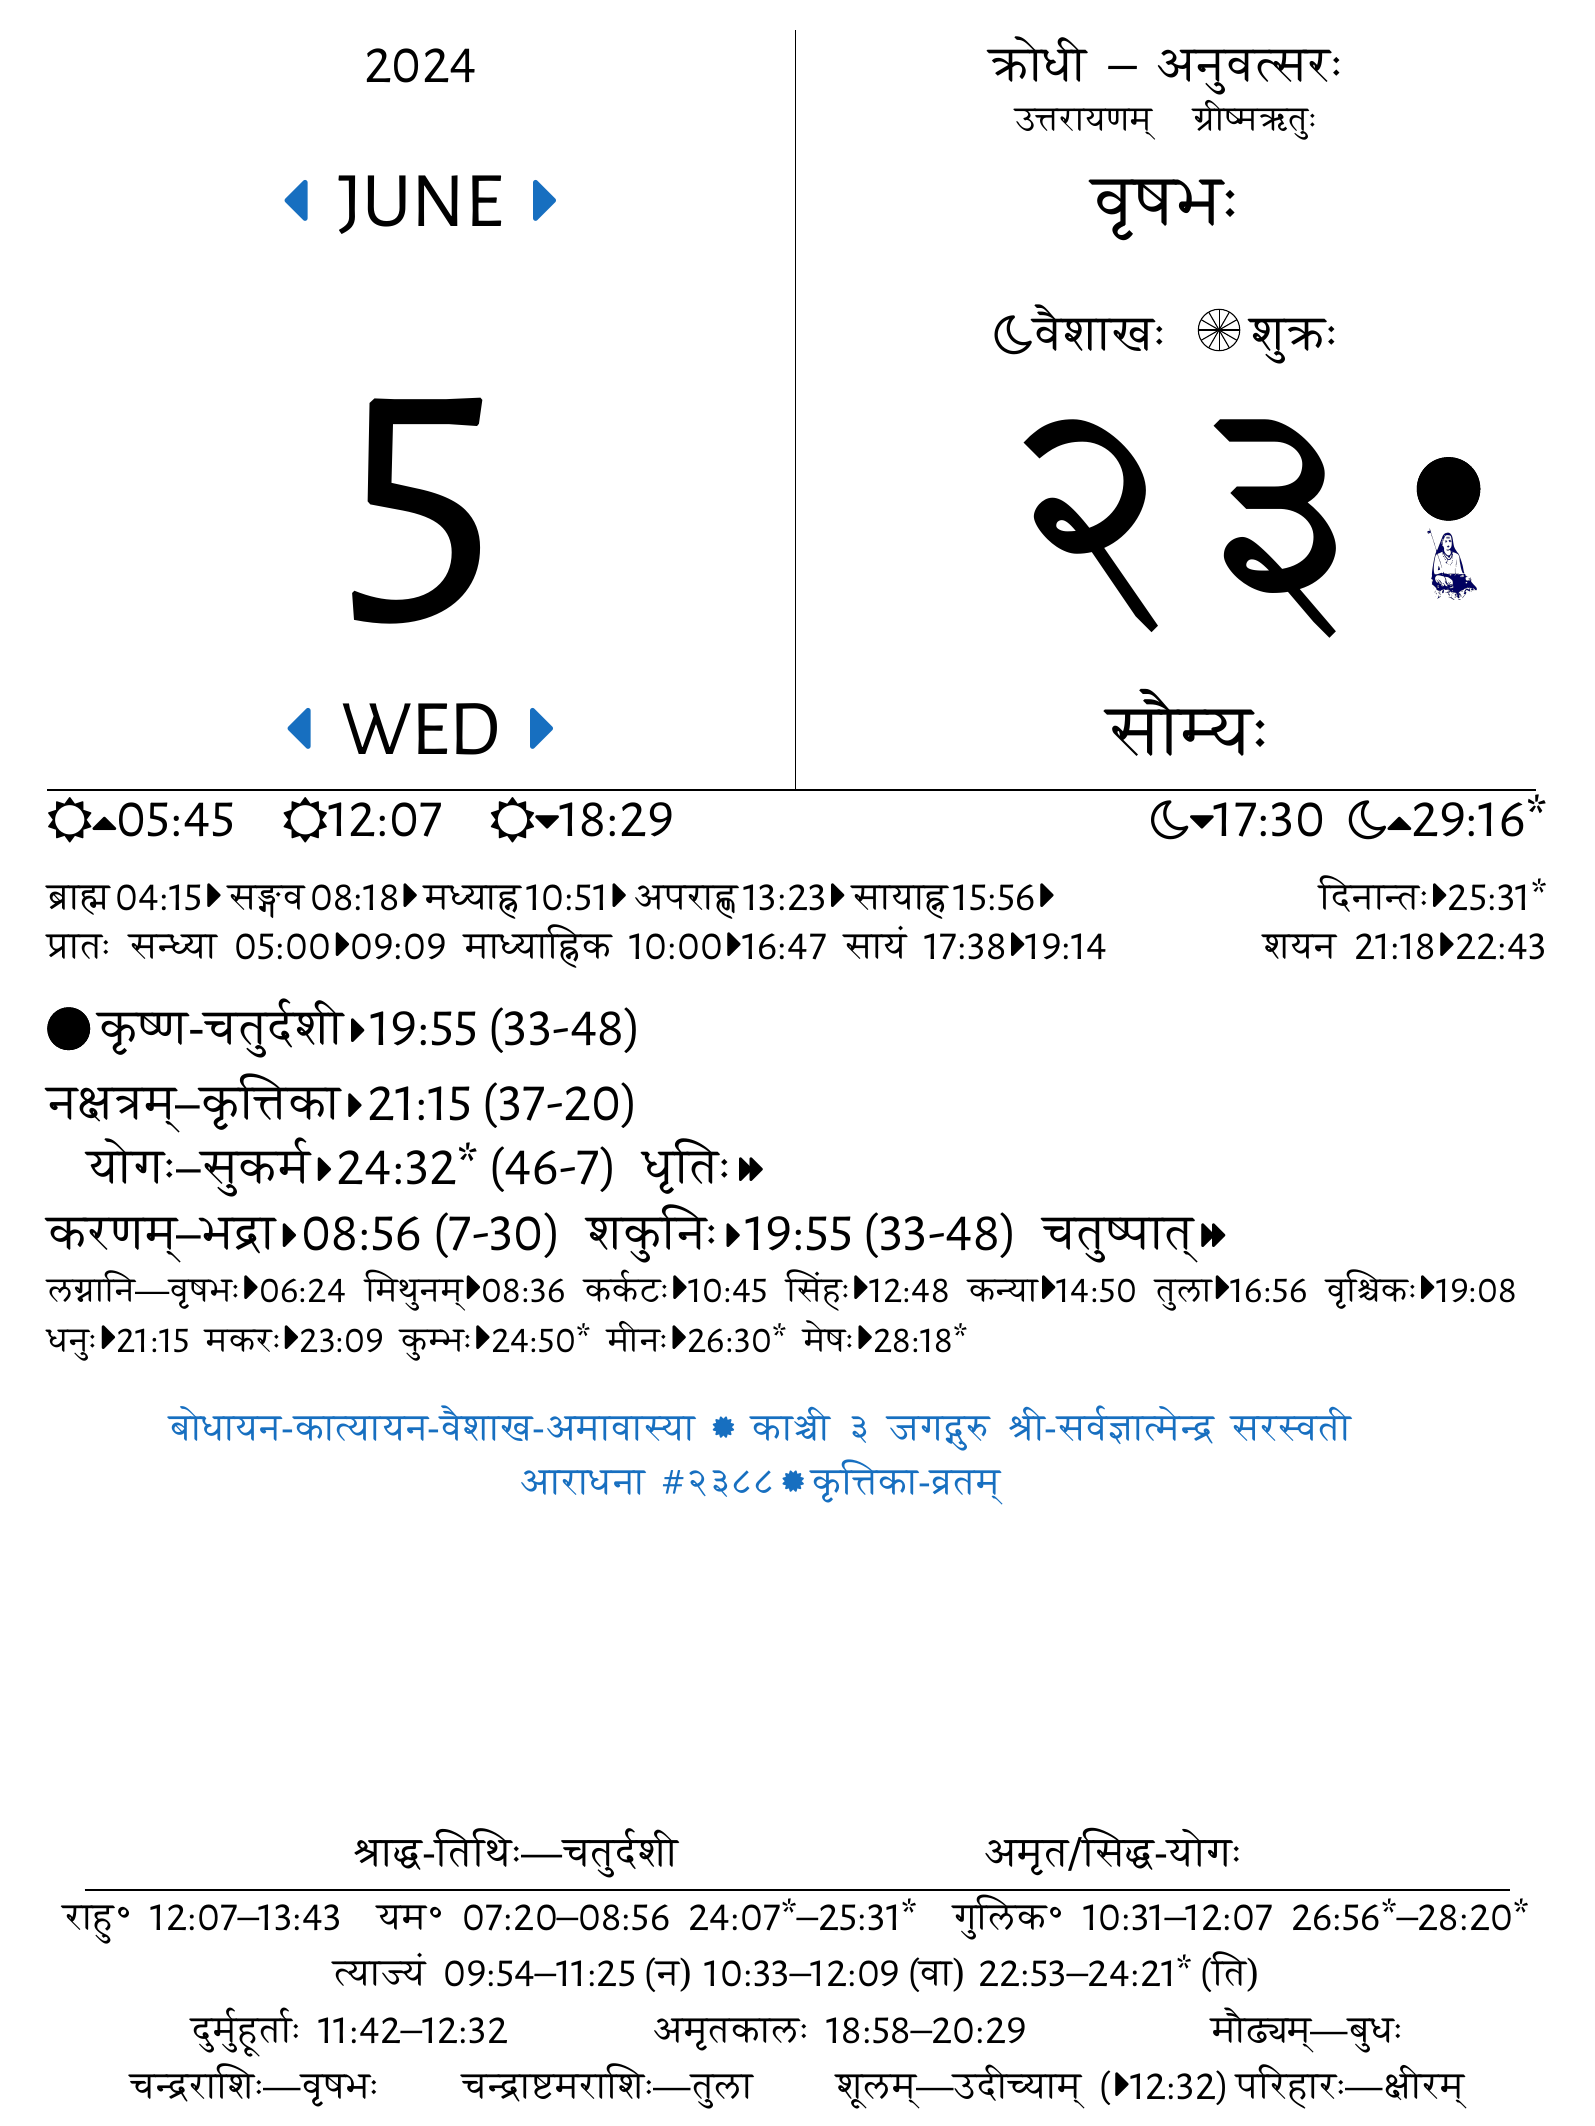 2024
JUNE
5
WED
क्रोधी – अनुवत्सरः
उत्तरायणम् ग्रीष्मऋतुः
वृषभः
वैशाखः शुक्रः
२३
सौम्यः
05:45 12:07 18:29 17:30 29:16*
ब्राह्म 04:15 सङ्गव 08:18 मध्याह्न 10:51 अपराह्ण 13:23 सायाह्न 15:56 दिनान्तः 25:31*
प्रातः सन्ध्या 05:00 09:09 माध्याह्निक 10:00 16:47 सायं 17:38 19:14 शयन 21:18 22:43
कृष्ण-चतुर्दशी 19:55 (33-48)
नक्षत्रम्–कृत्तिका 21:15 (37-20)
योगः–सुकर्म 24:32* (46-7) धृतिः
करणम्–भद्रा 08:56 (7-30) शकुनिः 19:55 (33-48) चतुष्पात्
लग्नानि—वृषभः 06:24 मिथुनम् 08:36 कर्कटः 10:45 सिंहः 12:48 कन्या 14:50 तुला 16:56 वृश्चिकः 19:08
धनुः 21:15 मकरः 23:09 कुम्भः 24:50* मीनः 26:30* मेषः 28:18*
बोधायन-कात्यायन-वैशाख-अमावास्या काञ्ची ३ जगद्गुरु श्री-सर्वज्ञात्मेन्द्र सरस्वती
आराधना #२३८८ कृत्तिका-व्रतम्
श्राद्ध-तिथिः—चतुर्दशी अमृत/सिद्ध-योगः
राहु॰ 12:07–13:43 यम॰ 07:20–08:56 24:07*–25:31* गुलिक॰ 10:31–12:07 26:56*–28:20*
त्याज्यं 09:54–11:25 (न) 10:33–12:09 (वा) 22:53–24:21* (ति)
दुर्मुहूर्ताः 11:42–12:32 अमृतकालः 18:58–20:29 मौढ्यम्—बुधः
चन्द्रराशिः—वृषभः चन्द्राष्टमराशिः—तुला शूलम्—उदीच्याम् ( 12:32) परिहारः—क्षीरम्